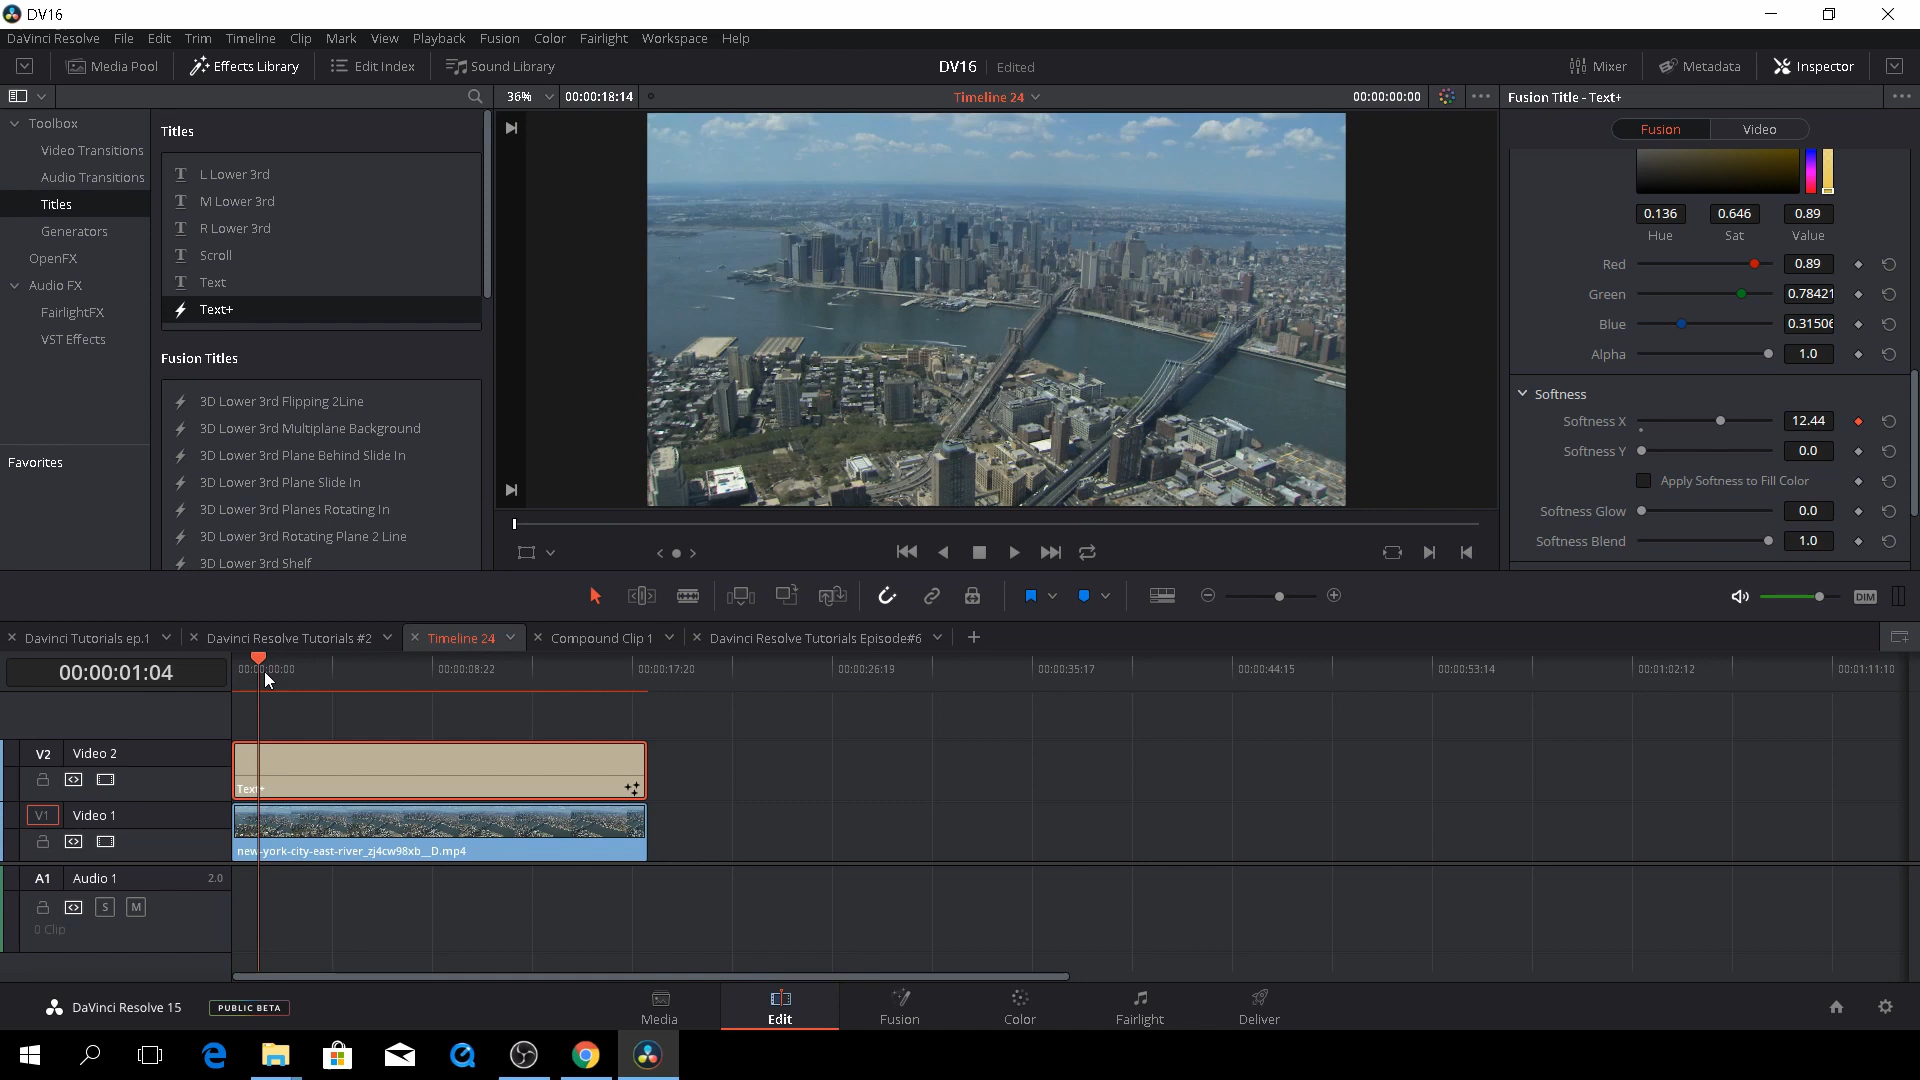 DV16
DaVinci Resolve File Edit Trim Timeline Clip Mark View Playback Fusion Color Fairlight Workspace Help
Media Pool Effects Library Edit Index Sound Library DV16 Edited Mixer Metadata Inspector
36% 00:00:18:14 Timeline 24 00:00:00:00 Fusion Title - Text+
Toolbox
Video Transitions
Audio Transitions
Titles
Generators
OpenFX
Audio FX
FairlightFX
VST Effects
Favorites
Titles
L Lower 3rd
M Lower 3rd
R Lower 3rd
Scroll
Text
Text+
Fusion Titles
3D Lower 3rd Flipping 2Line
3D Lower 3rd Multiplane Background
3D Lower 3rd Plane Behind Slide In
3D Lower 3rd Plane Slide In
3D Lower 3rd Planes Rotating In
3D Lower 3rd Rotating Plane 2 Line
3D Lower 3rd Shelf
Fusion Video
0.136 0.646 0.89
Hue Sat Value
Red 0.89
Green 0.78421
Blue 0.31506
Alpha 1.0
Softness
Softness X 12.44
Softness Y 0.0
Apply Softness to Fill Color
Softness Glow 0.0
Softness Blend 1.0
DIM
Davinci Tutorials ep.1 Davinci Resolve Tutorials #2 Timeline 24 Compound Clip 1 Davinci Resolve Tutorials Episode#6
00:00:01:04 00:00:00:00 00:00:08:22 00:00:17:20 00:00:26:19 00:00:35:17 00:00:44:15 00:00:53:14 00:01:02:12 00:01:11:10
V2 Video 2
Text+
V1 Video 1
new-york-city-east-river_zj4cw98xb__D.mp4
A1 Audio 1 2.0
S M
0 Clip
DaVinci Resolve 15 PUBLIC BETA Media Edit Fusion Color Fairlight Deliver